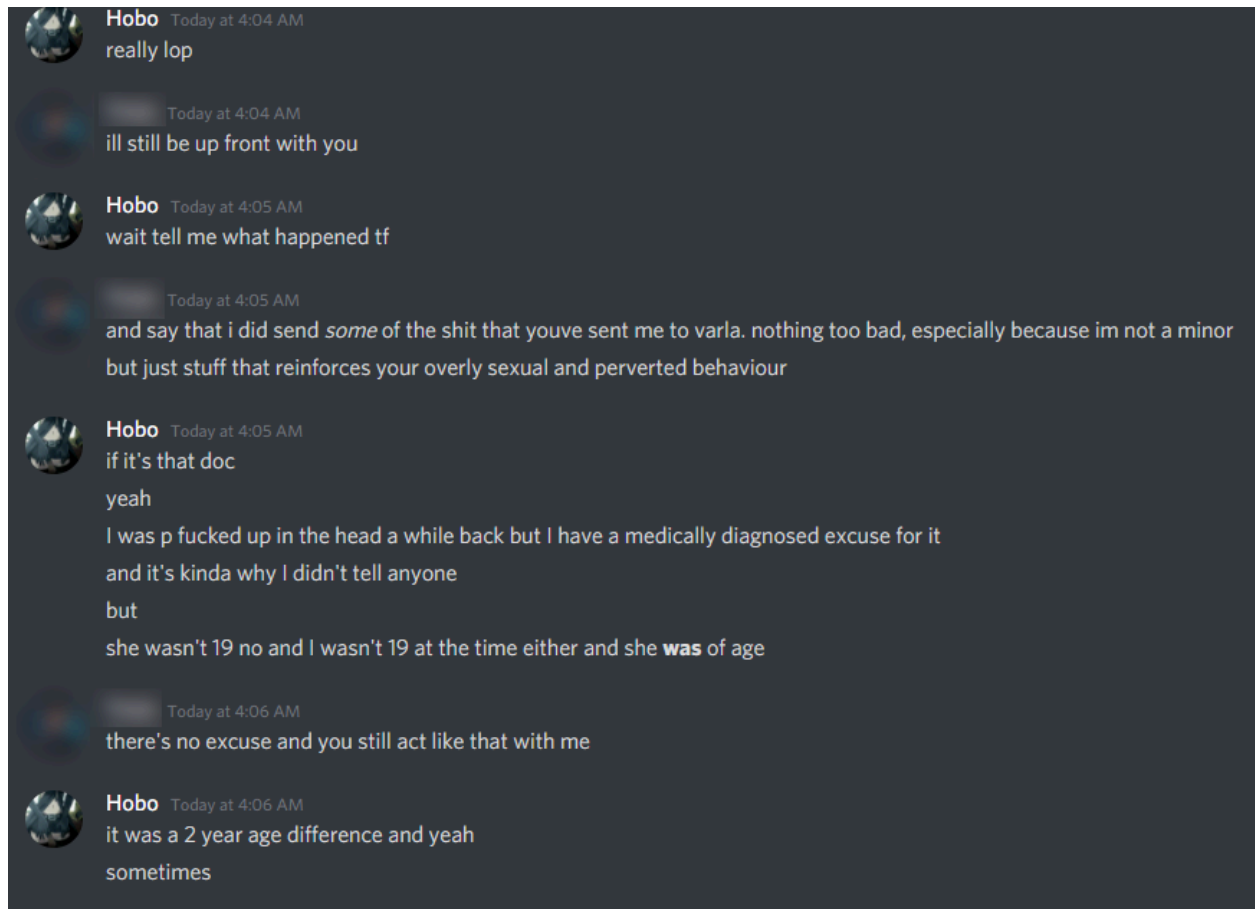 Hobo Today at 4:04 AM
really lop
Today at 4:04 AM
ill still be up front with you
Hobo Today at 4:05 AM
wait tell me what happened tf
Today at 4:05 AM
and say that i did send some of the shit that youve sent me to varla. nothing too bad, especially because im not a minor
but just stuff that reinforces your overly sexual and perverted behaviour
Hobo Today at 4:05 AM
if it's that doc
yeah
I was p fucked up in the head a while back but I have a medically diagnosed excuse for it
and it's kinda why I didn't tell anyone
but
she wasn't 19 no and I wasn't 19 at the time either and she was of age
Today at 4:06 AM
there's no excuse and you still act like that with me
Hobo Today at 4:06 AM
it was a 2 year age difference and yeah
sometimes